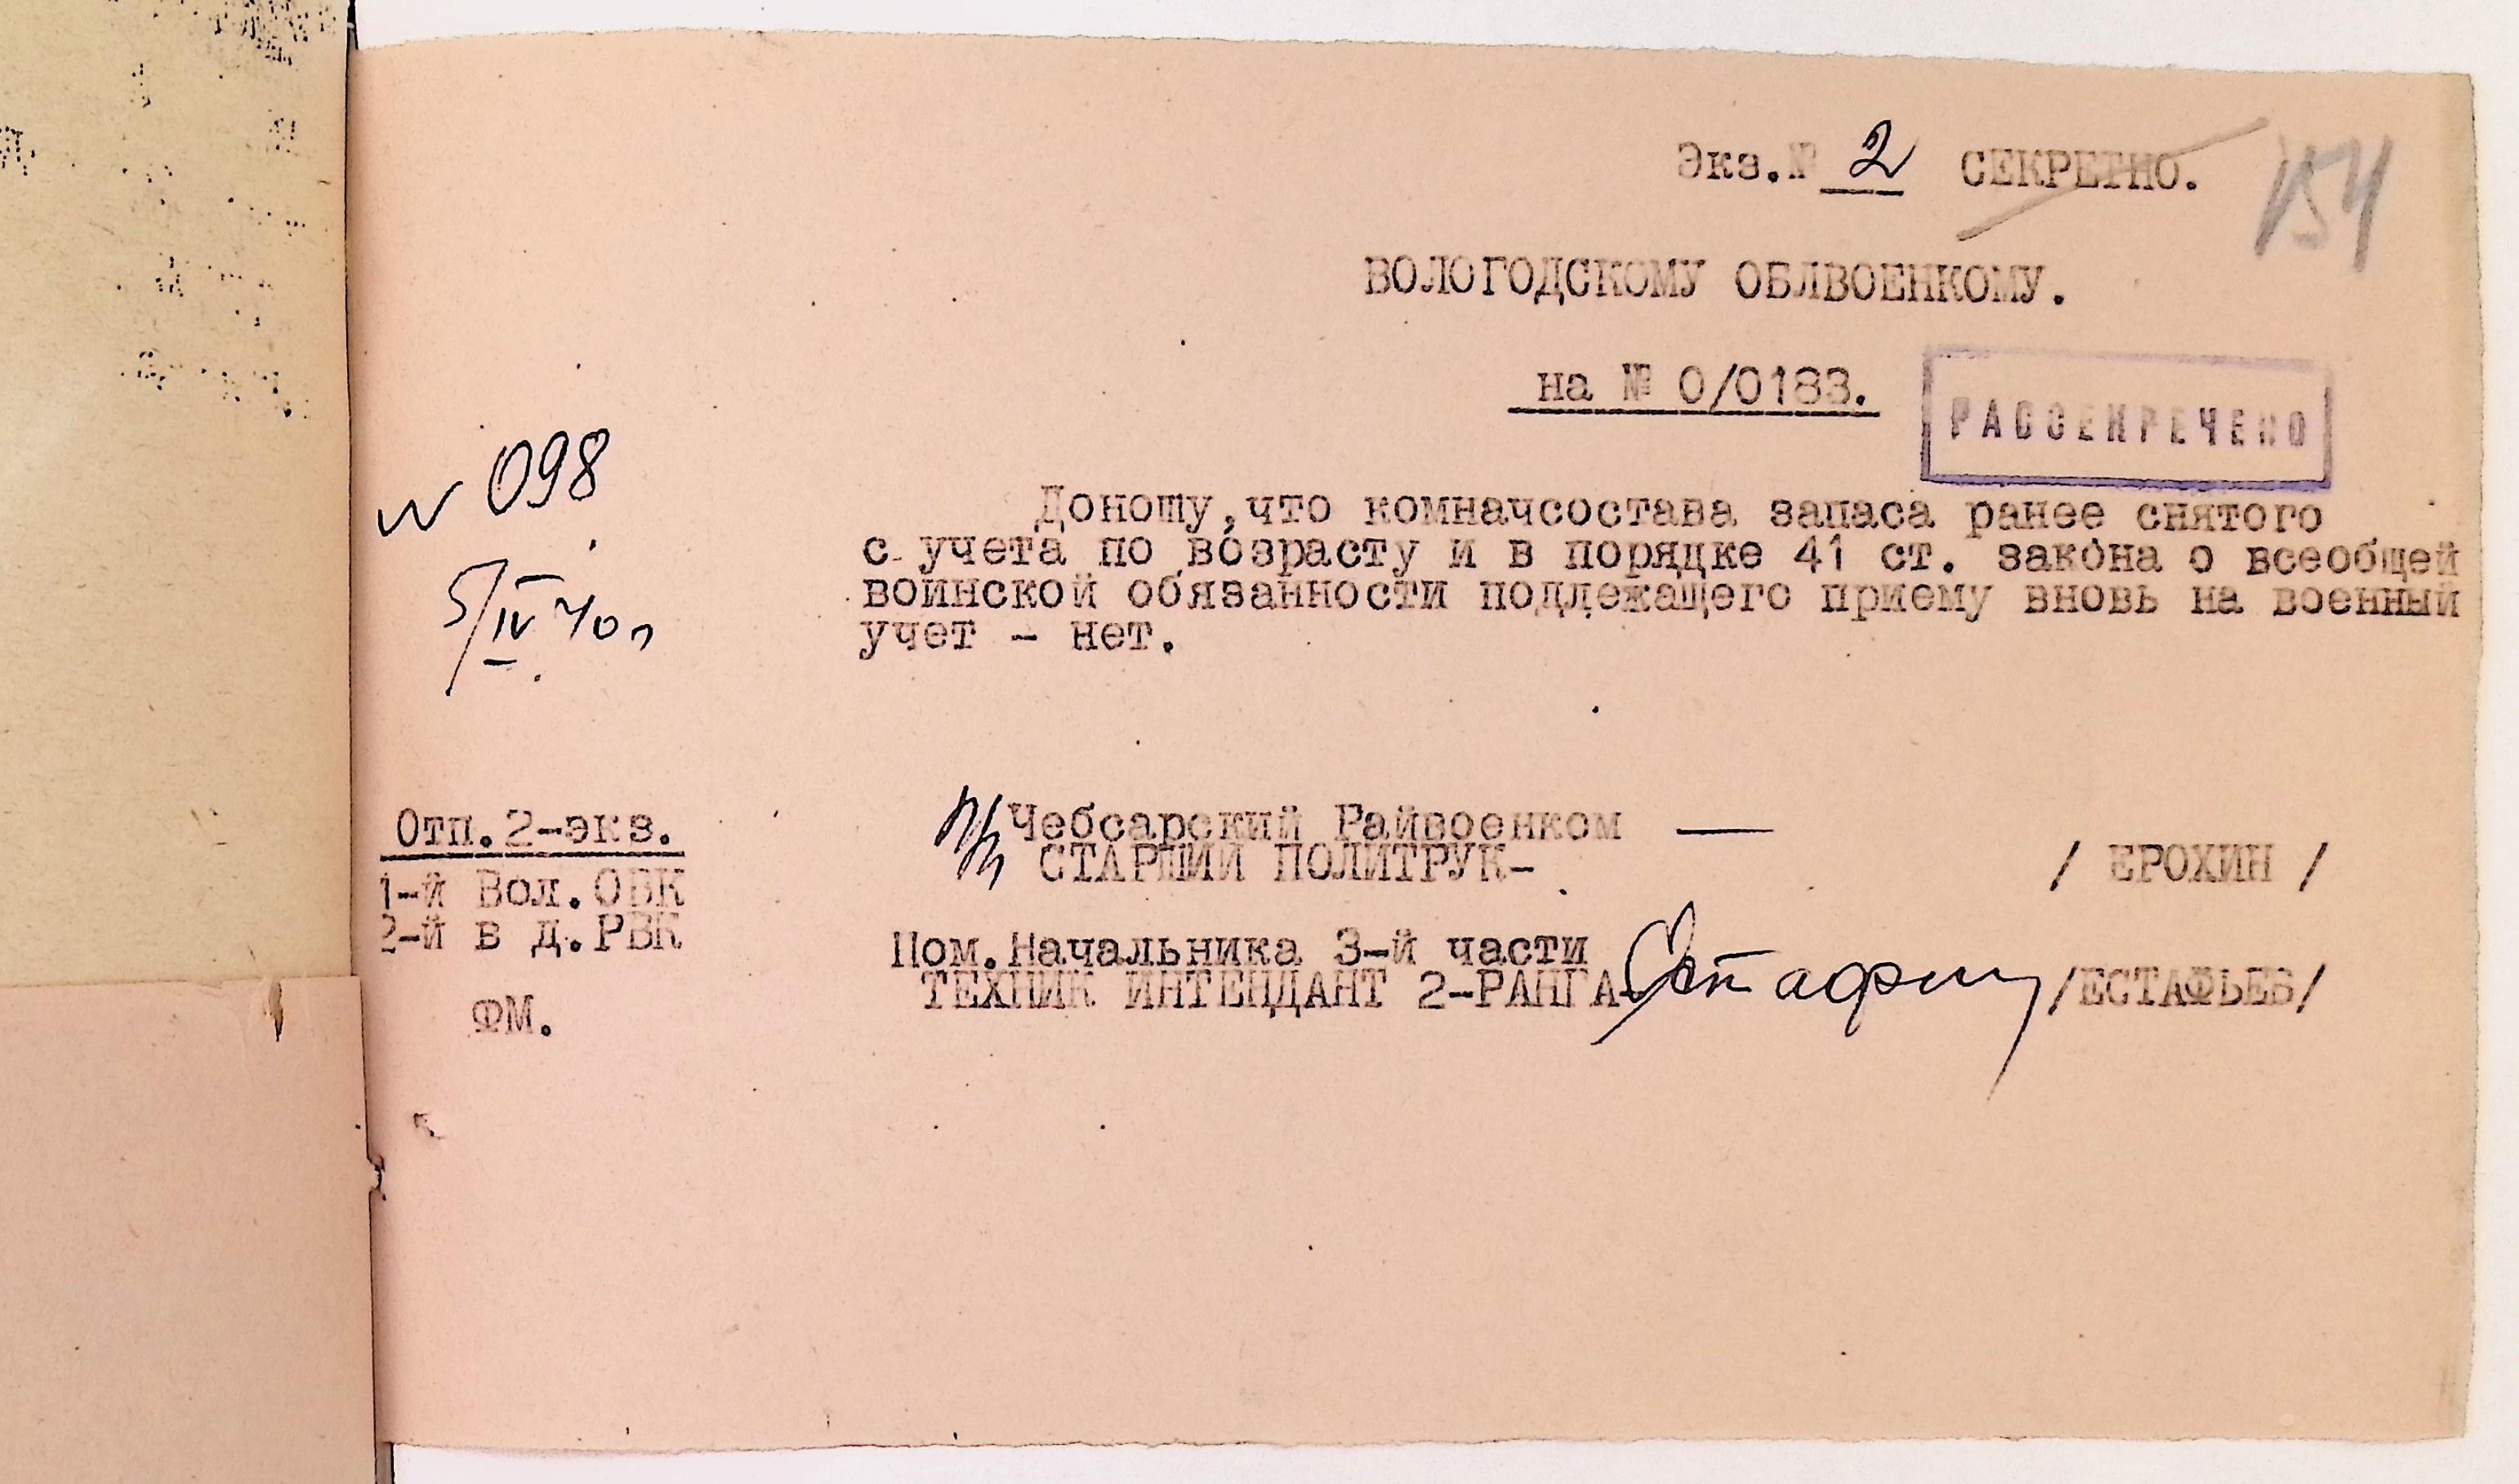 Экз.№ 2 СЕКРЕТНО.
154
ВОЛОГОДСКОМУ ОБЛВОЕНКОМУ.
на № 0/0183.
РАССЕКРЕЧЕНО
№ 098
5/IV 40 г
Доношу,что комначсостава запаса ранее снятого
с учета по возрасту и в порядке 41 ст. закона о всеобщей
воинской обязанности подлежащего приему вновь на военный
учет - нет.
Отп.2-экз.
1-й Вол.ОВК
2-й в д.РВК
ФМ.
п/п Чебсарский Райвоенком —
СТАРШИЙ ПОЛИТРУК- / ЕРОХИН /
Пом.Начальника 3-й части
ТЕХНИК ИНТЕНДАНТ 2-РАНГА- /ЕСТАФЬЕВ/